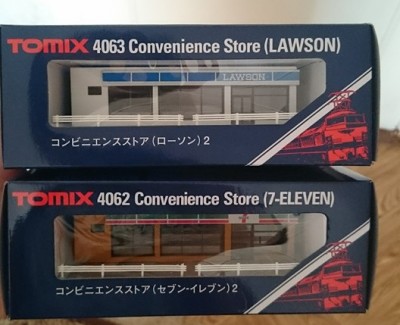 TOMIX 4063 Convenience Store (LAWSON)
LAWSON
コンビニエンスストア (ローソン) 2
TOMIX 4062 Convenience Store (7-ELEVEN)
コンビニエンスストア (セブン-イレブン) 2